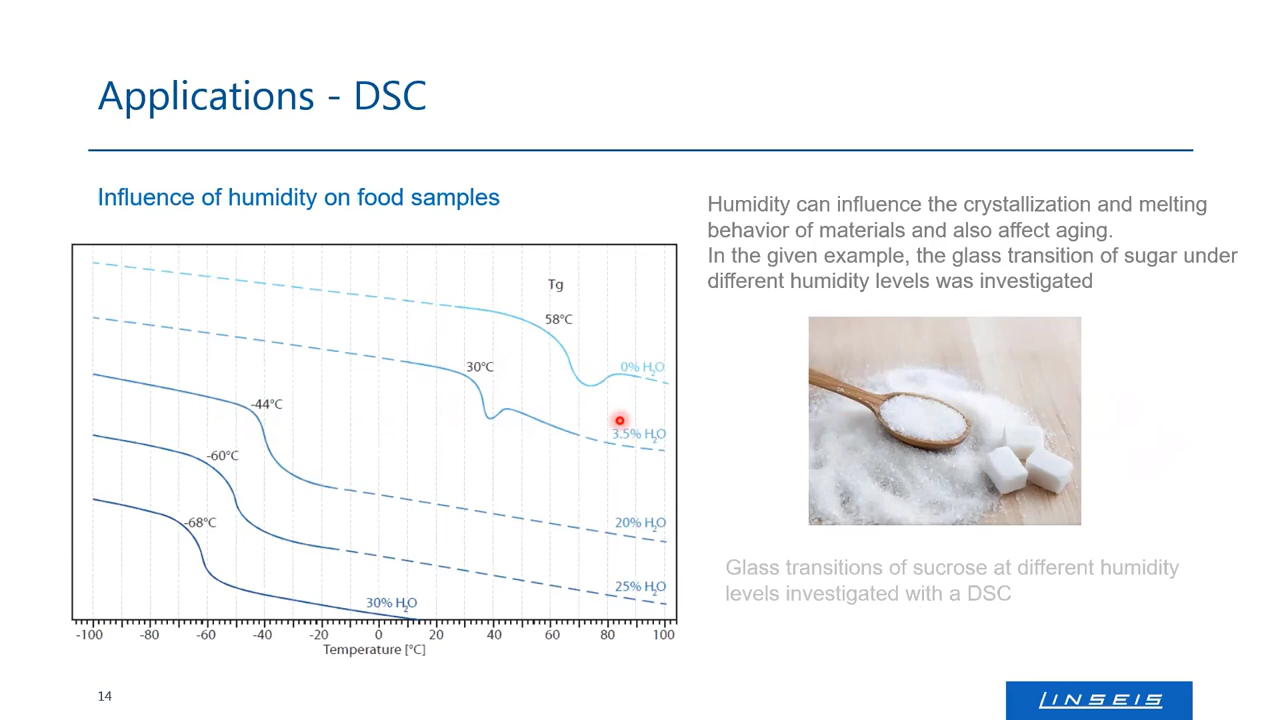 Applications - DSC
Influence of humidity on food samples
Humidity can influence the crystallization and melting
behavior of materials and also affect aging.
In the given example, the glass transition of sugar under
different humidity levels was investigated
Tg
58°C
0% H₂O
30°C
3.5% H₂O
-44°C
20% H₂O
-60°C
25% H₂O
-68°C
30% H₂O
-100 -80 -60 -40 -20 0 20 40 60 80 100
Temperature [°C]
Glass transitions of sucrose at different humidity
levels investigated with a DSC
14
LINSEIS